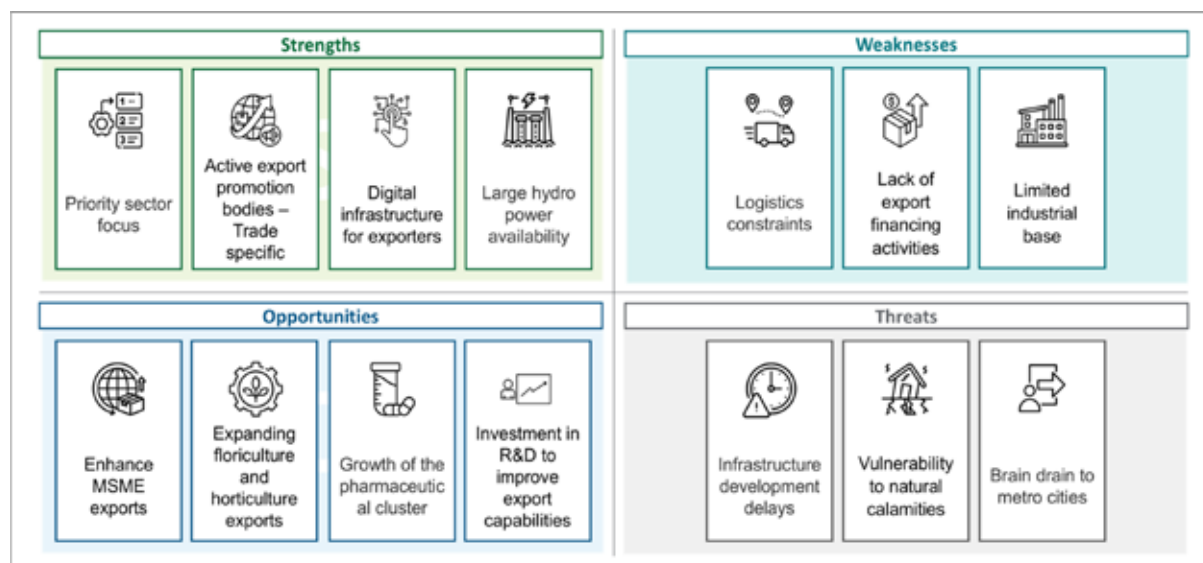 Strengths
Priority sector
focus
Active export
promotion
bodies –
Trade
specific
Digital
infrastructure
for exporters
Large hydro
power
availability
Weaknesses
Logistics
constraints
Lack of
export
financing
activities
Limited
industrial
base
Opportunities
Enhance
MSME
exports
Expanding
floriculture
and
horticulture
exports
Growth of the
pharmaceutic
al cluster
Investment in
R&D to
improve
export
capabilities
Threats
Infrastructure
development
delays
Vulnerability
to natural
calamities
Brain drain to
metro cities